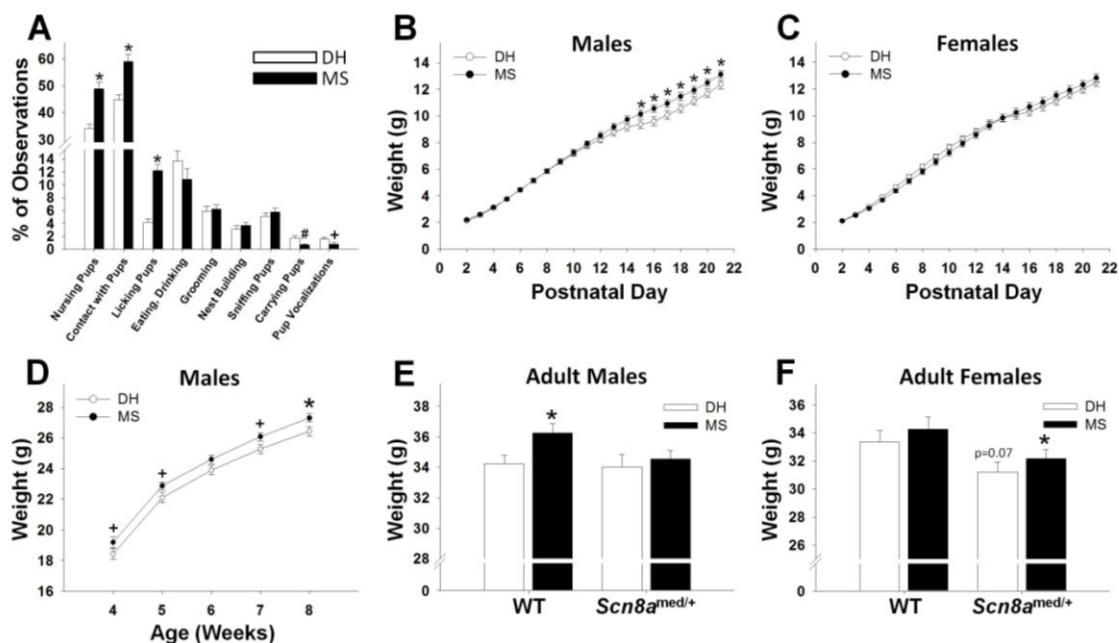 A
60
50
40
30
14
12
10
8
6
4
2
0
% of Observations
DH
MS
*
*
*
#
+
Nursing Pups
Contact with Pups
Licking Pups
Eating, Drinking
Grooming
Nest Building
Sniffing Pups
Carrying Pups
Pup Vocalizations
B
Males
DH
MS
* * * * * * *
14
12
10
8
6
4
2
0
Weight (g)
0 2 4 6 8 10 12 14 16 18 20 22
Postnatal Day
C
Females
DH
MS
14
12
10
8
6
4
2
0
Weight (g)
0 2 4 6 8 10 12 14 16 18 20 22
Postnatal Day
D
Males
DH
MS
28
26
24
22
20
18
16
Weight (g)
+ + + *
4 5 6 7 8
Age (Weeks)
E
Adult Males
DH
MS
42
40
38
36
34
32
30
28
0
Weight (g)
*
WT Scn8a^med/+
F
Adult Females
DH
MS
36
34
32
30
28
26
0
Weight (g)
p=0.07 *
WT Scn8a^med/+